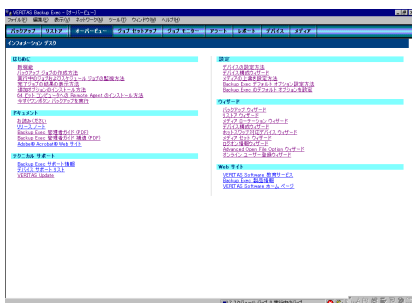 VERITAS Backup Exec - [オーバービュー]
ファイル(F) 編集(E) 表示(V) ネットワーク(N) ツール(T) ウィンドウ(W) ヘルプ(H)
バックアップ リストア オーバービュー ジョブ セットアップ ジョブ モニター アラート レポート デバイス メディア
インフォメーション デスク
はじめに
新機能
バックアップ ジョブの作成方法
実行中のジョブおよびスケジュール ジョブの監視方法
完了ジョブの結果の表示方法
追加オプションのインストール方法
64 ビット コンピュータへの Remote Agent のインストール方法
今すぐワンボタン バックアップを実行
ドキュメント
お読みください
リリース ノート
Backup Exec 管理者ガイド (PDF)
Backup Exec 管理者ガイド 補遺 (PDF)
Adobe® Acrobat® Web サイト
テクニカル サポート
Backup Exec サポート情報
デバイス サポート リスト
VERITAS Update
設定
デバイスの設定方法
デバイス構成ウィザード
メディアの上書き設定方法
Backup Exec デフォルト オプション設定方法
Backup Exec のデフォルト オプションを設定
ウィザード
バックアップ ウィザード
リストア ウィザード
メディア ローテーション ウィザード
デバイス構成ウィザード
ホットスワップ対応デバイス ウィザード
メディア セット ウィザード
ログオン情報ウィザード
Advanced Open File Option ウィザード
オンライン ユーザー登録ウィザード
Web サイト
VERITAS Software 教育サービス
Backup Exec 製品情報
VERITAS Software ホーム ページ